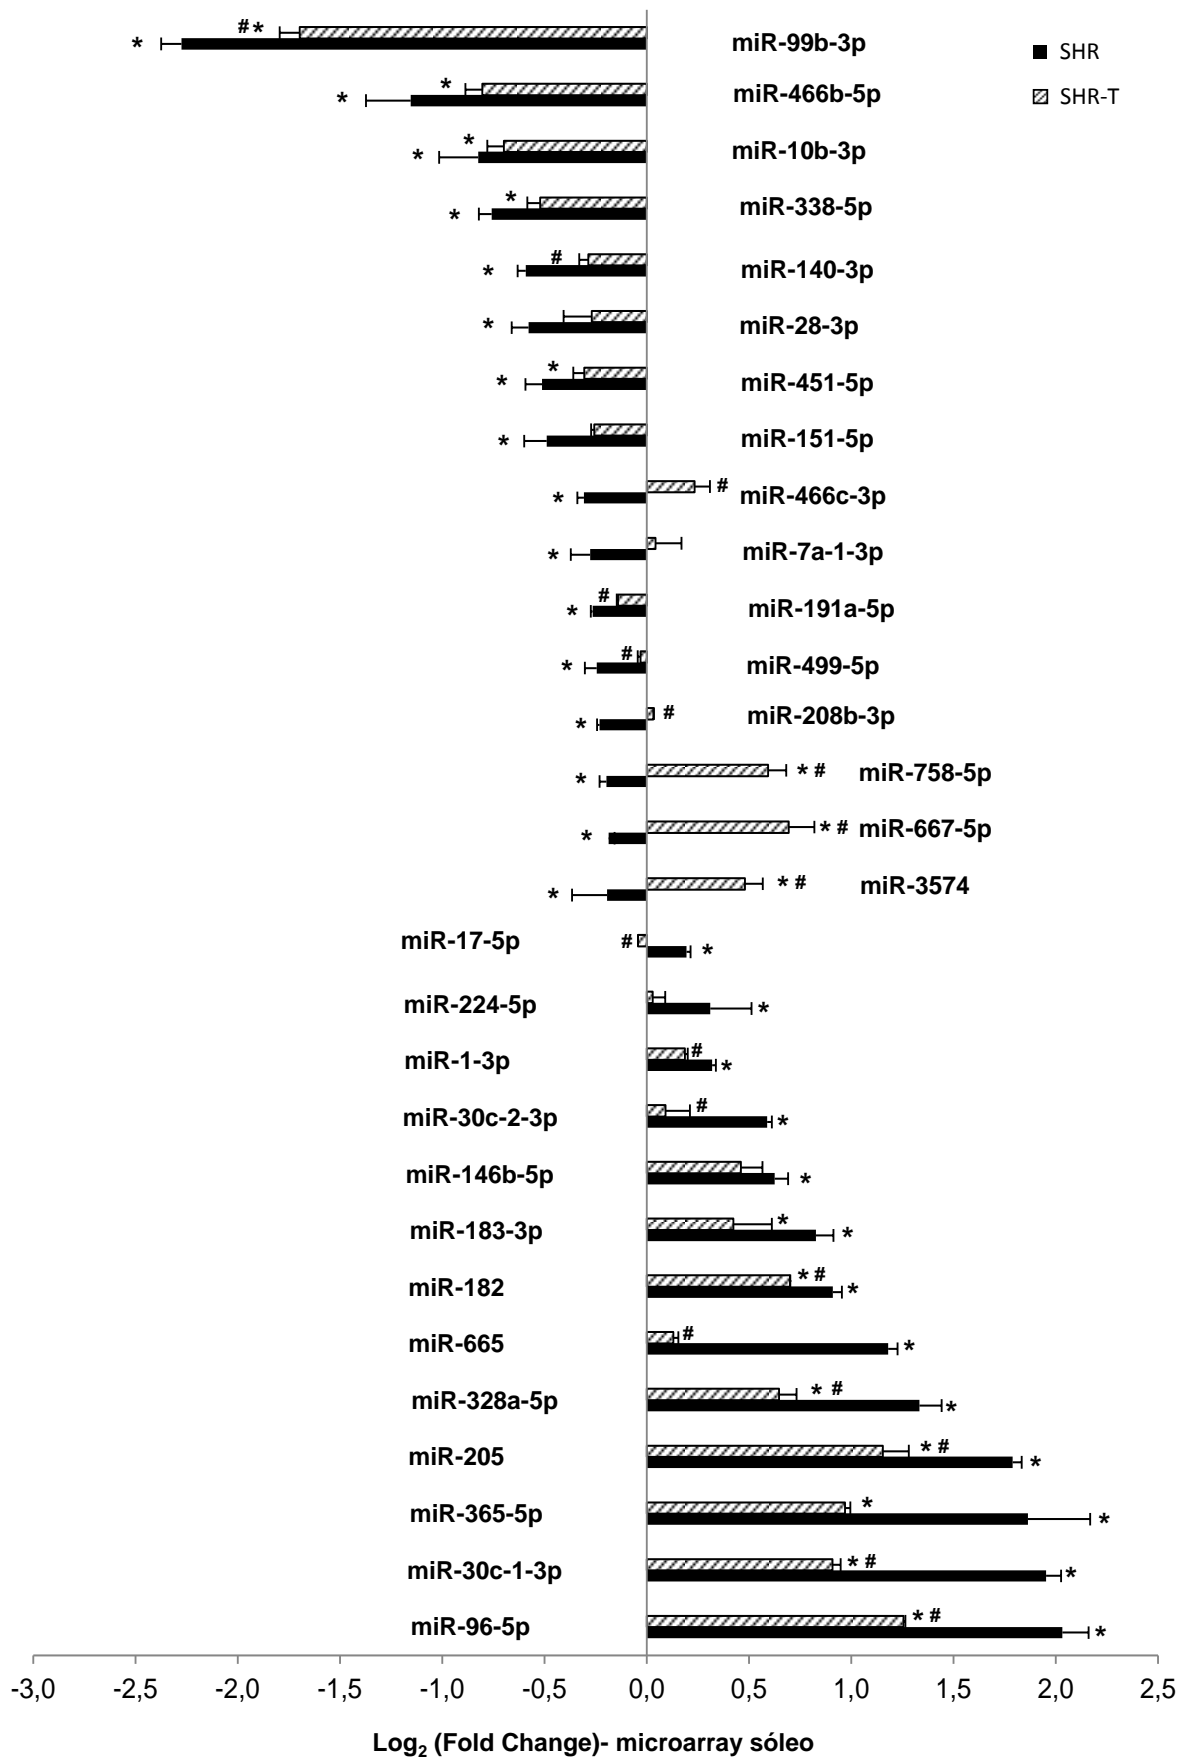 # *
*
miR-99b-3p
SHR
*
*
miR-466b-5p
SHR-T
*
*
miR-10b-3p
*
*
miR-338-5p
#
*
miR-140-3p
*
miR-28-3p
*
*
miR-451-5p
*
miR-151-5p
*
# miR-466c-3p
*
miR-7a-1-3p
#
*
miR-191a-5p
#
*
miR-499-5p
*
#
miR-208b-3p
*
* # miR-758-5p
*
* # miR-667-5p
*
* # miR-3574
miR-17-5p
#
*
miR-224-5p
*
miR-1-3p
#
*
miR-30c-2-3p
#
*
miR-146b-5p
*
miR-183-3p
*
*
miR-182
* #
*
miR-665
#
*
miR-328a-5p
* #
*
miR-205
* #
*
miR-365-5p
*
*
miR-30c-1-3p
* #
*
miR-96-5p
* #
*
-3,0 -2,5 -2,0 -1,5 -1,0 -0,5 0,0 0,5 1,0 1,5 2,0 2,5
Log₂ (Fold Change)- microarray sóleo